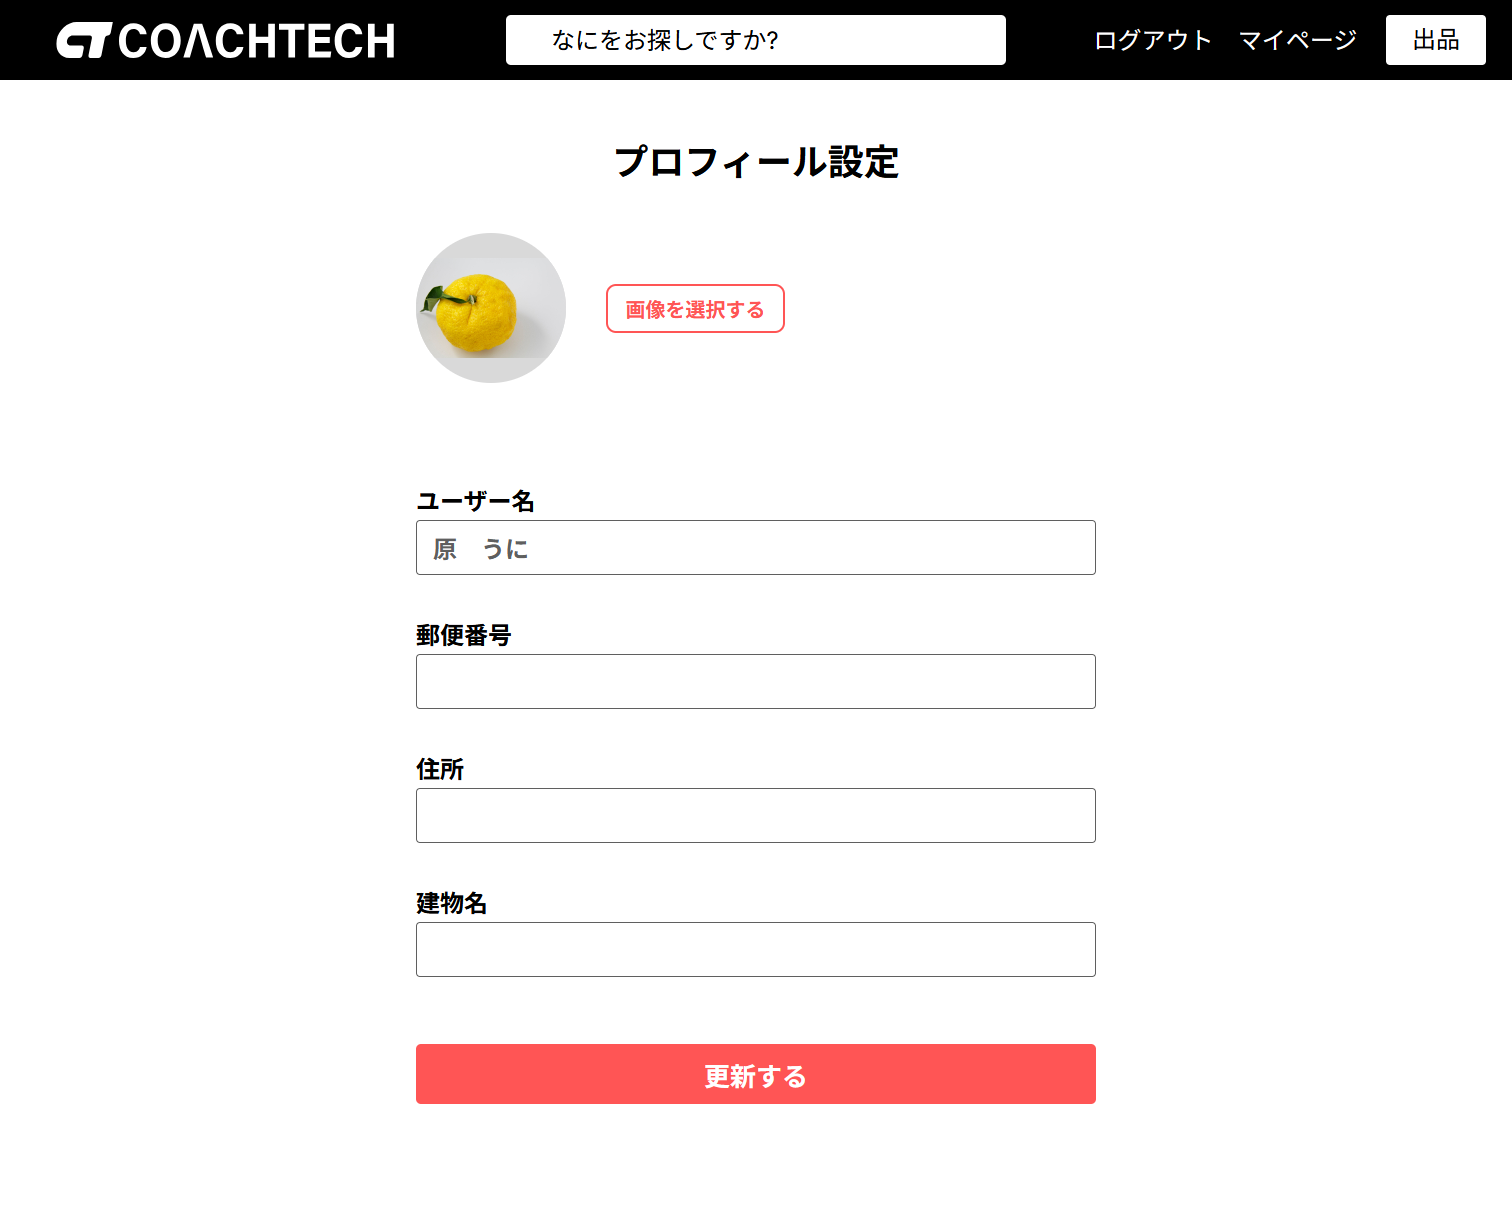 COACHTECH
なにをお探しですか?
ログアウト マイページ 出品
プロフィール設定
画像を選択する
ユーザー名
原　うに
郵便番号
住所
建物名
更新する